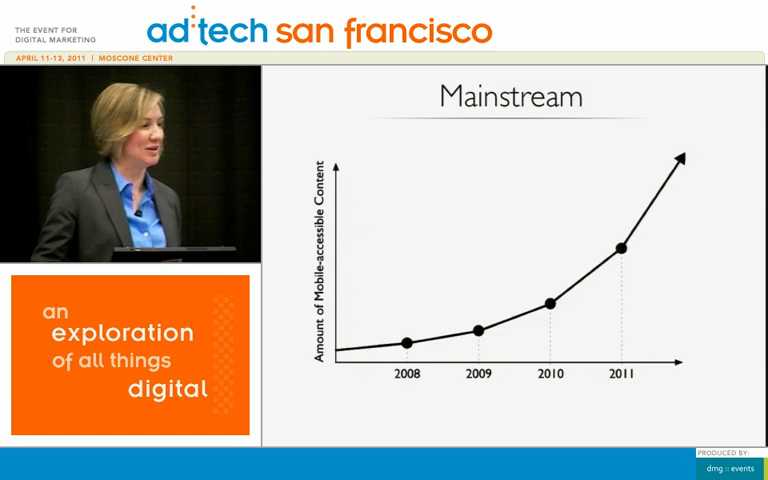 THE EVENT FOR
DIGITAL MARKETING
ad:tech san francisco
APRIL 11-13, 2011 | MOSCONE CENTER
Mainstream
Amount of Mobile-accessible Content
2008 2009 2010 2011
an
exploration
of all things
digital
PRODUCED BY:
dmg :: events